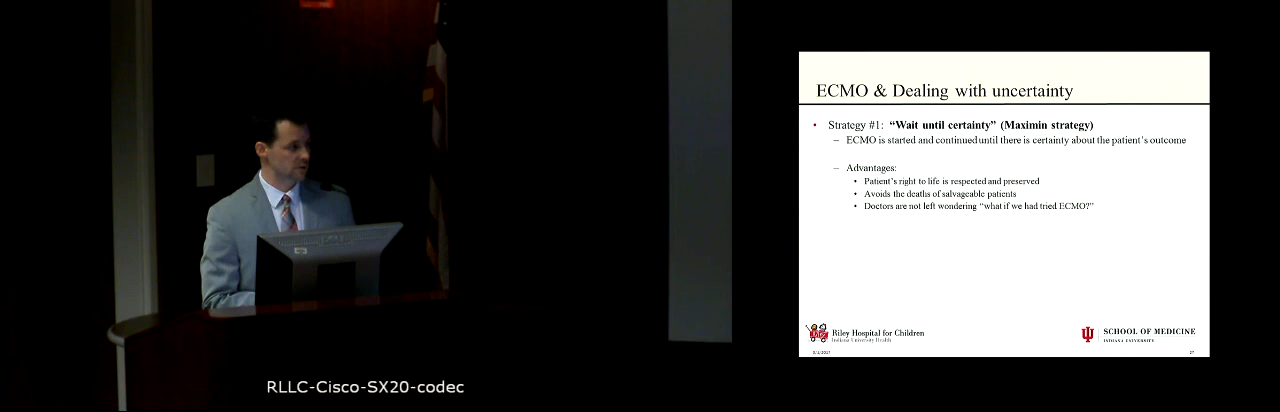 ECMO & Dealing with uncertainty
• Strategy #1: “Wait until certainty” (Maximin strategy)
– ECMO is started and continued until there is certainty about the patient’s outcome
– Advantages:
• Patient’s right to life is respected and preserved
• Avoids the deaths of salvageable patients
• Doctors are not left wondering “what if we had tried ECMO?”
Riley Hospital for Children
Indiana University Health
SCHOOL OF MEDICINE
INDIANA UNIVERSITY
27
RLLC-Cisco-SX20-codec